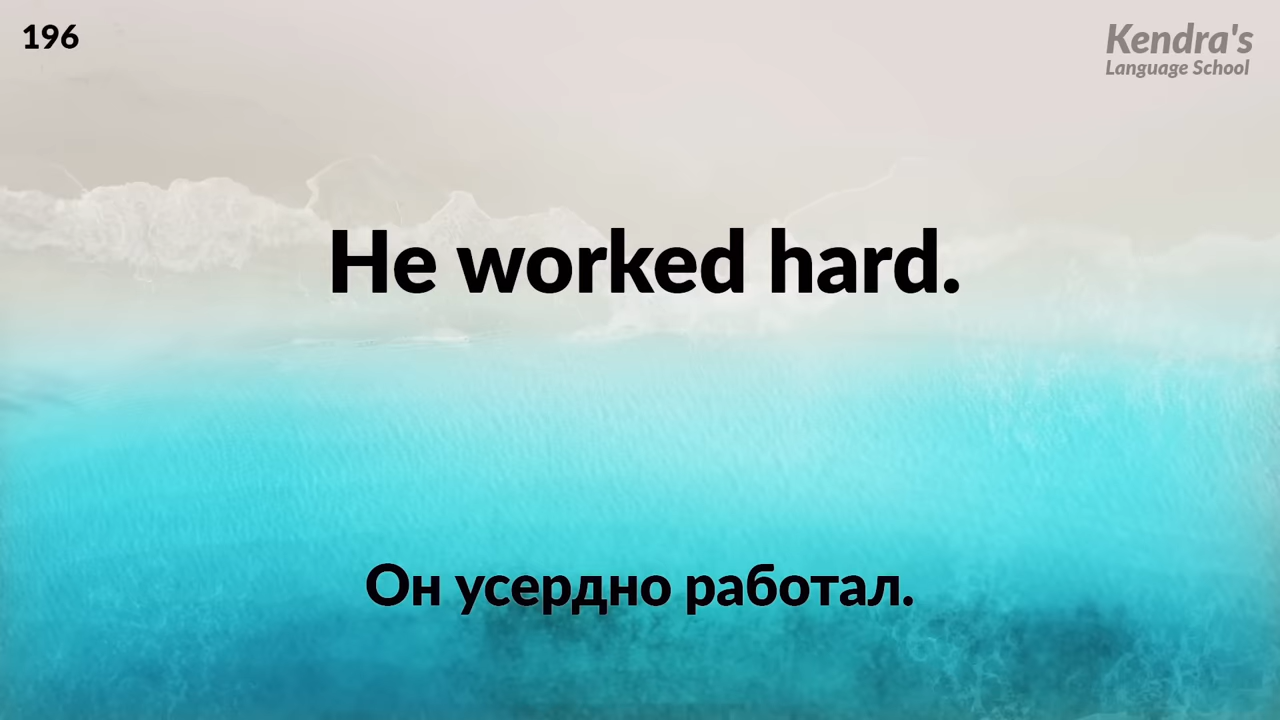 196
Kendra's
Language School
He worked hard.
Он усердно работал.